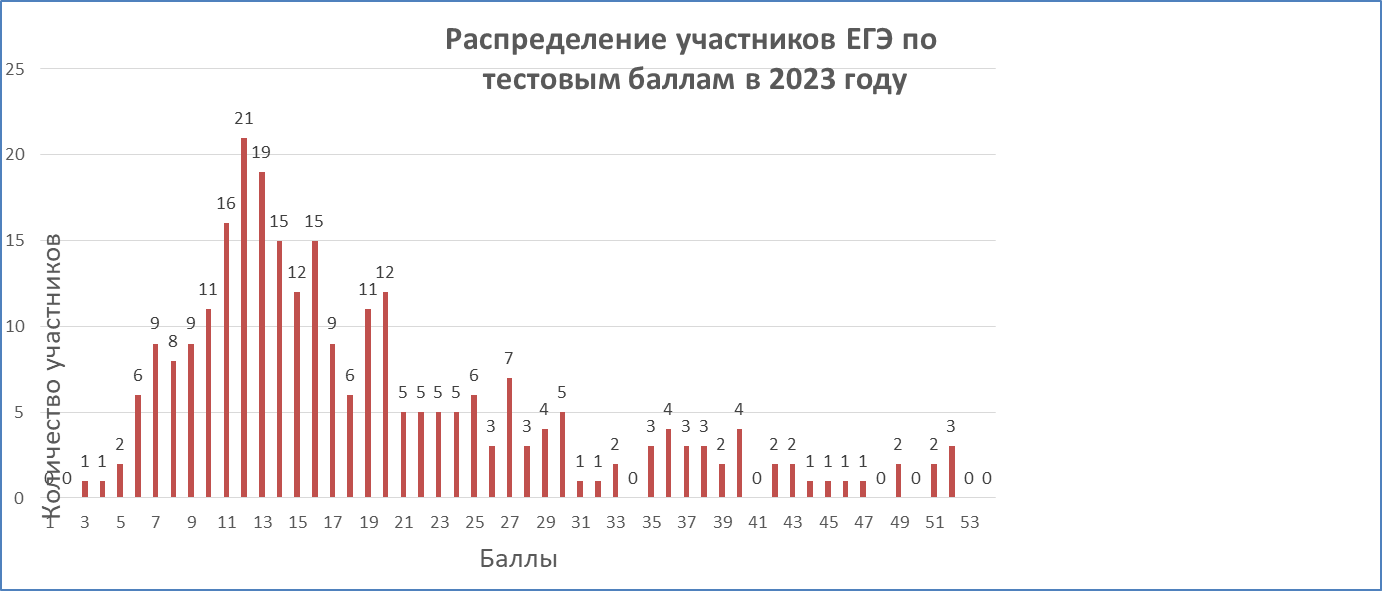 Распределение участников ЕГЭ по
тестовым баллам в 2023 году
25
20
15
10
5
0
Количество участников
0 0 1 1 2 6 9 8 9 11 16 21 19 15 12 15 9 6 11 12 5 5 5 5 6 3 7 3 4 5 1 1 2 0 3 4 3 3 2 4 0 2 2 1 1 1 1 0 2 0 2 3 0 0
1 3 5 7 9 11 13 15 17 19 21 23 25 27 29 31 33 35 37 39 41 43 45 47 49 51 53
Баллы